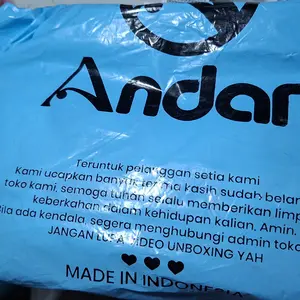 Andar
Teruntuk pelanggan setia kami
Kami ucapkan banyak terima kasih sudah belan
toko kami, semoga tuhan selalu memberikan limp
keberkahan dalam kehidupan kalian. Amin.
Bila ada kendala, segera menghubungi admin toko
JANGAN LUPA VIDEO UNBOXING YAH
MADE IN INDONESIA